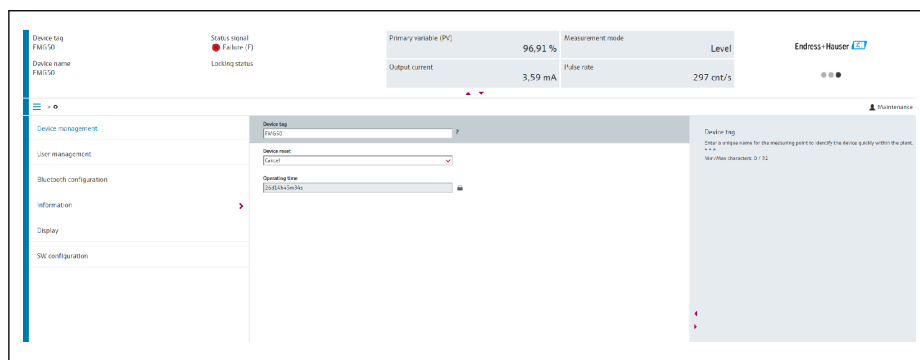 Device tag
FMG50
Device name
FMG50
Status signal
Failure (F)
Locking status
Primary variable (PV)
96,91 %
Measurement mode
Level
Output current
3,59 mA
Pulse rate
297 cnt/s
Endress+Hauser
EH
Maintenance
Device management
User management
Bluetooth configuration
Information
Display
SW configuration
Device tag
FMG50
?
Device reset
Cancel
Operating time
26d14h45m34s
Device tag
Enter a unique name for the measuring point to identify the device quickly within the plant.
Min/Max characters: 0 / 32